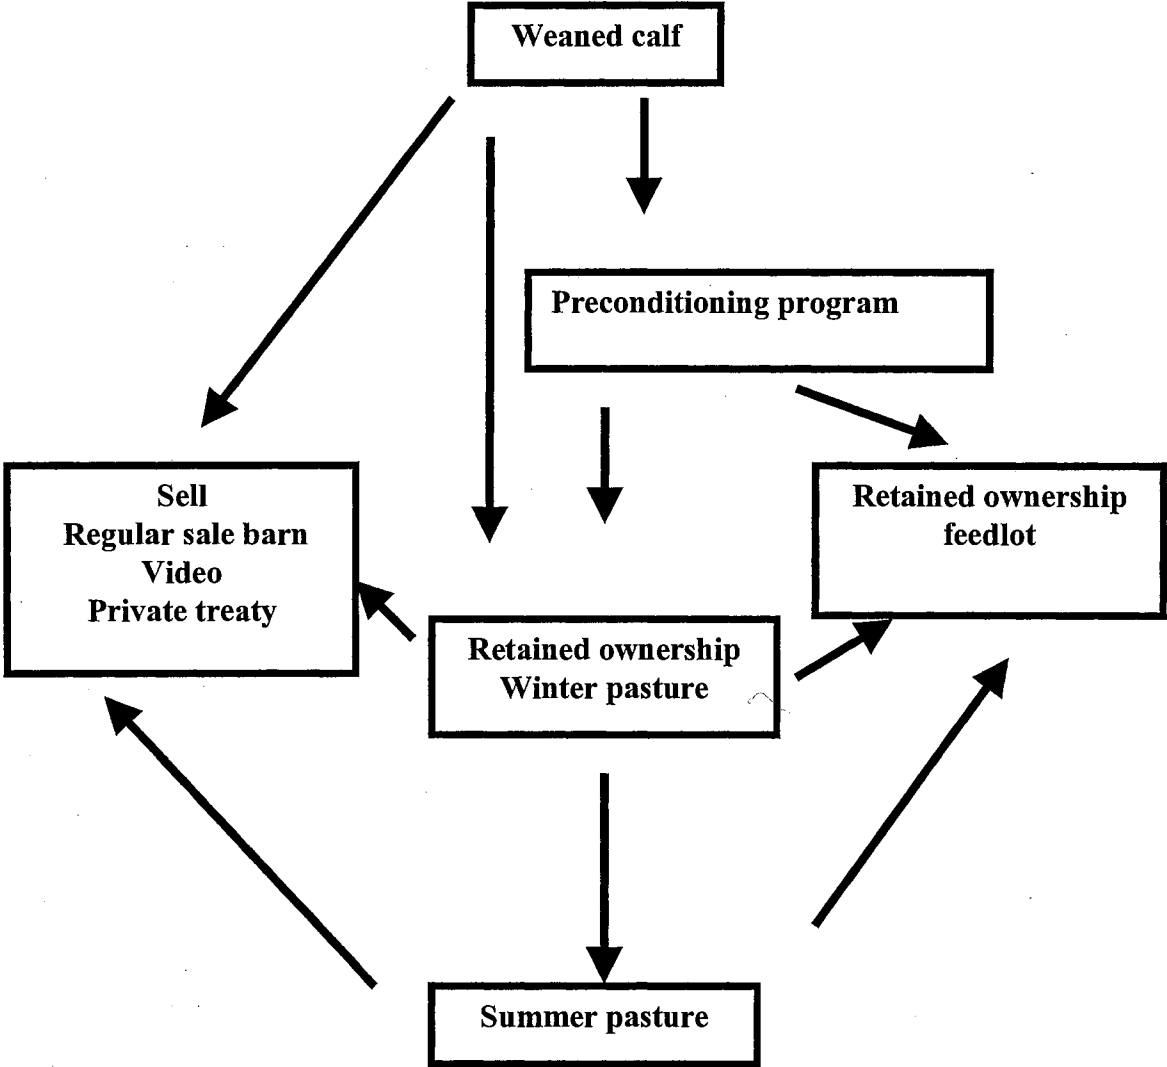 Weaned calf
Preconditioning program
Sell
Regular sale barn
Video
Private treaty
Retained ownership
feedlot
Retained ownership
Winter pasture
Summer pasture